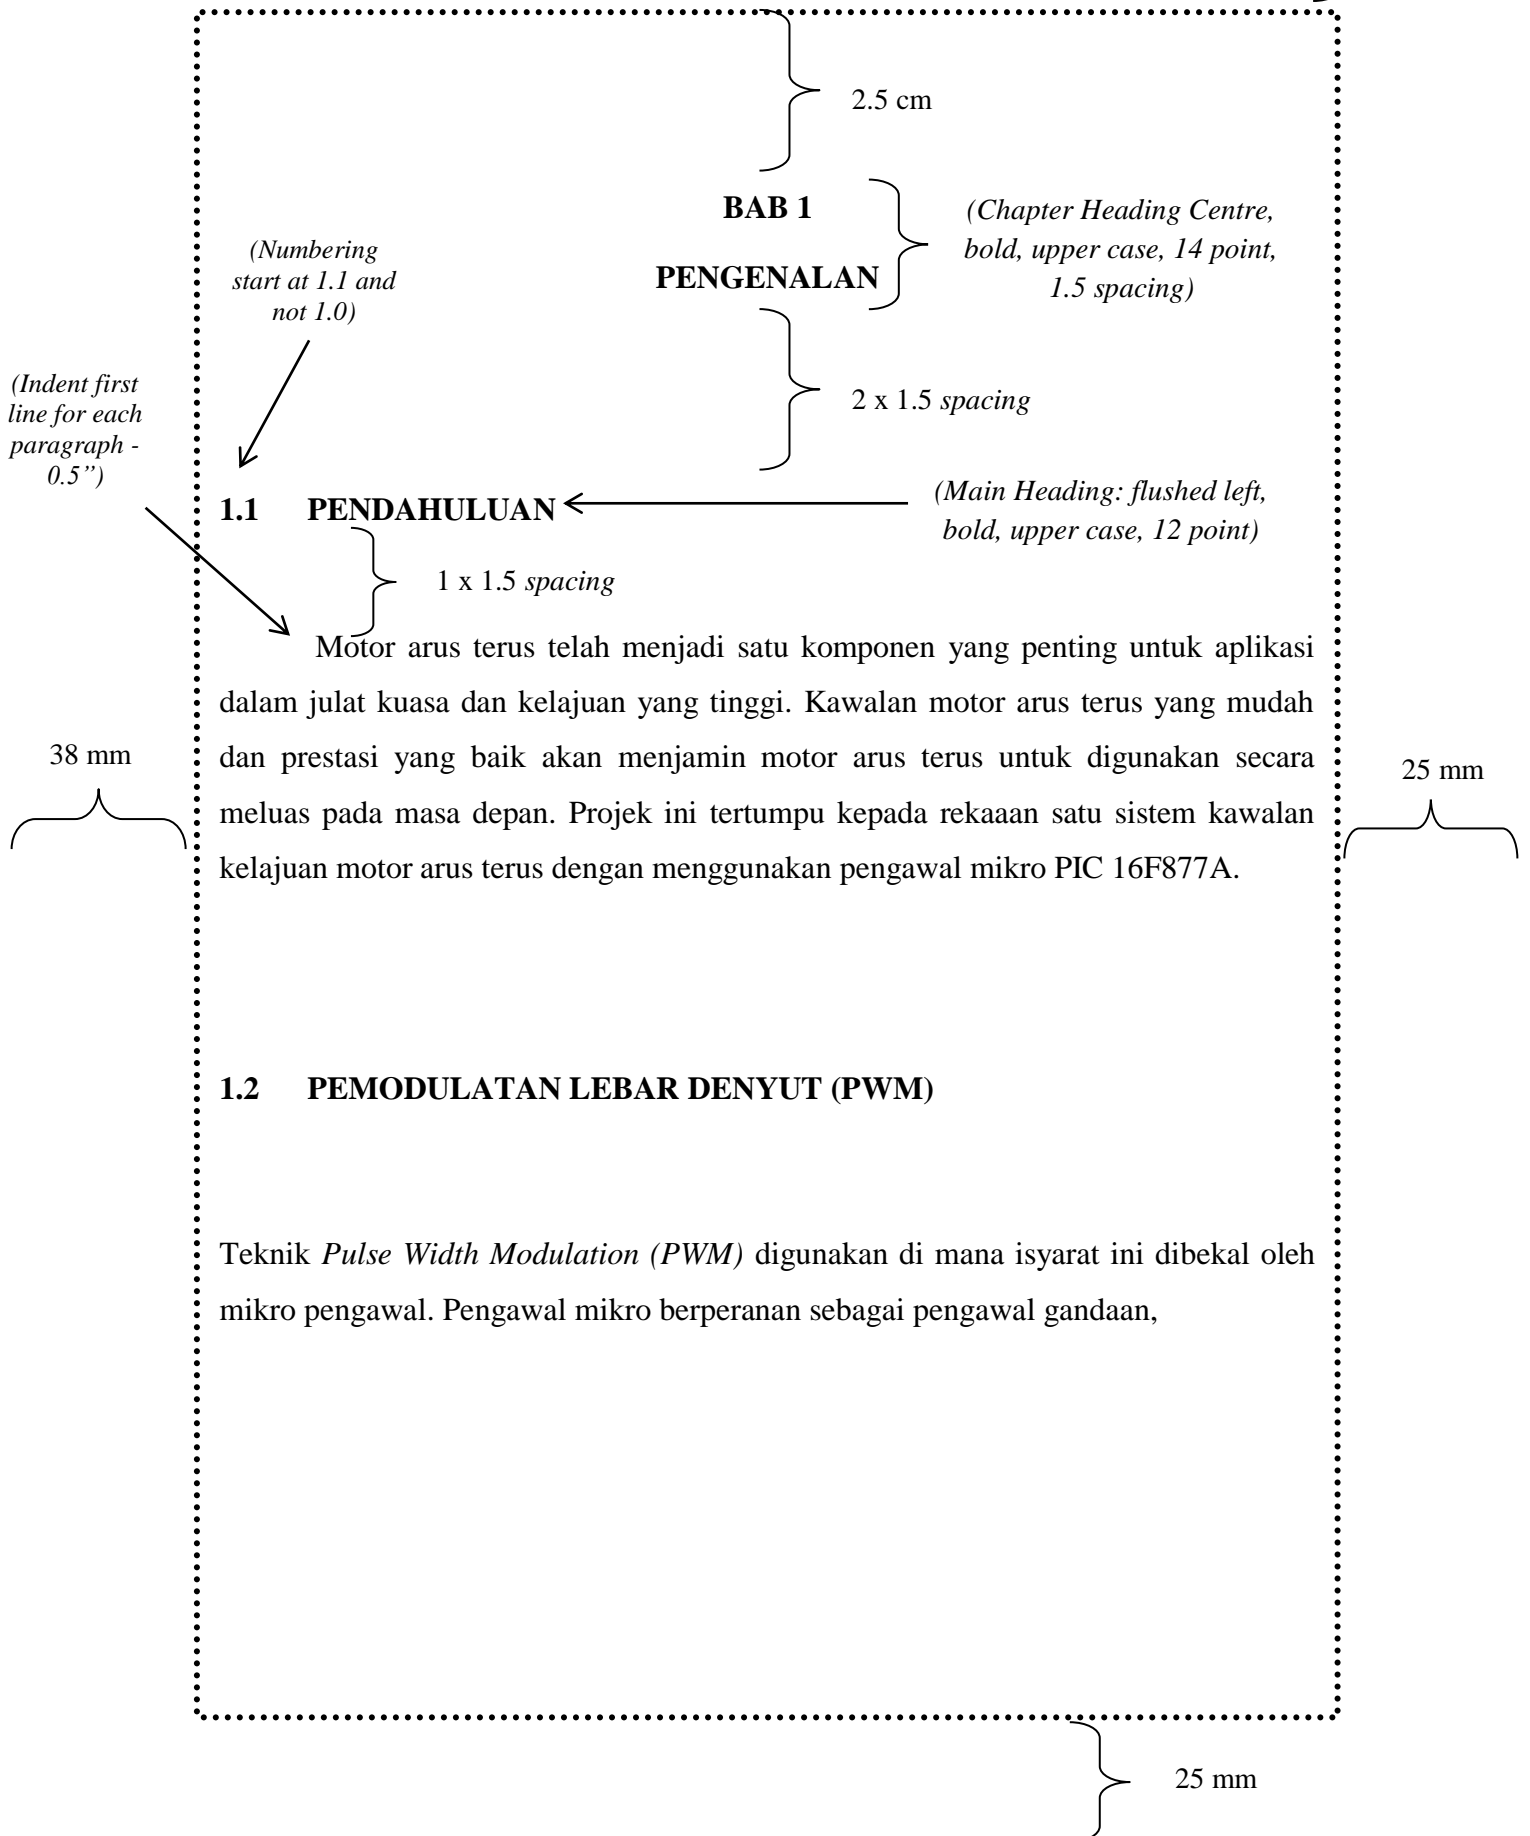 2.5 cm
BAB 1
PENGENALAN
(Chapter Heading Centre,
bold, upper case, 14 point,
1.5 spacing)
(Numbering
start at 1.1 and
not 1.0)
(Indent first
line for each
paragraph -
0.5”)
2 x 1.5 spacing
1.1 PENDAHULUAN
(Main Heading: flushed left,
bold, upper case, 12 point)
1 x 1.5 spacing
Motor arus terus telah menjadi satu komponen yang penting untuk aplikasi
dalam julat kuasa dan kelajuan yang tinggi. Kawalan motor arus terus yang mudah
dan prestasi yang baik akan menjamin motor arus terus untuk digunakan secara
meluas pada masa depan. Projek ini tertumpu kepada rekaaan satu sistem kawalan
kelajuan motor arus terus dengan menggunakan pengawal mikro PIC 16F877A.
38 mm
25 mm
1.2 PEMODULATAN LEBAR DENYUT (PWM)
Teknik Pulse Width Modulation (PWM) digunakan di mana isyarat ini dibekal oleh
mikro pengawal. Pengawal mikro berperanan sebagai pengawal gandaan,
25 mm